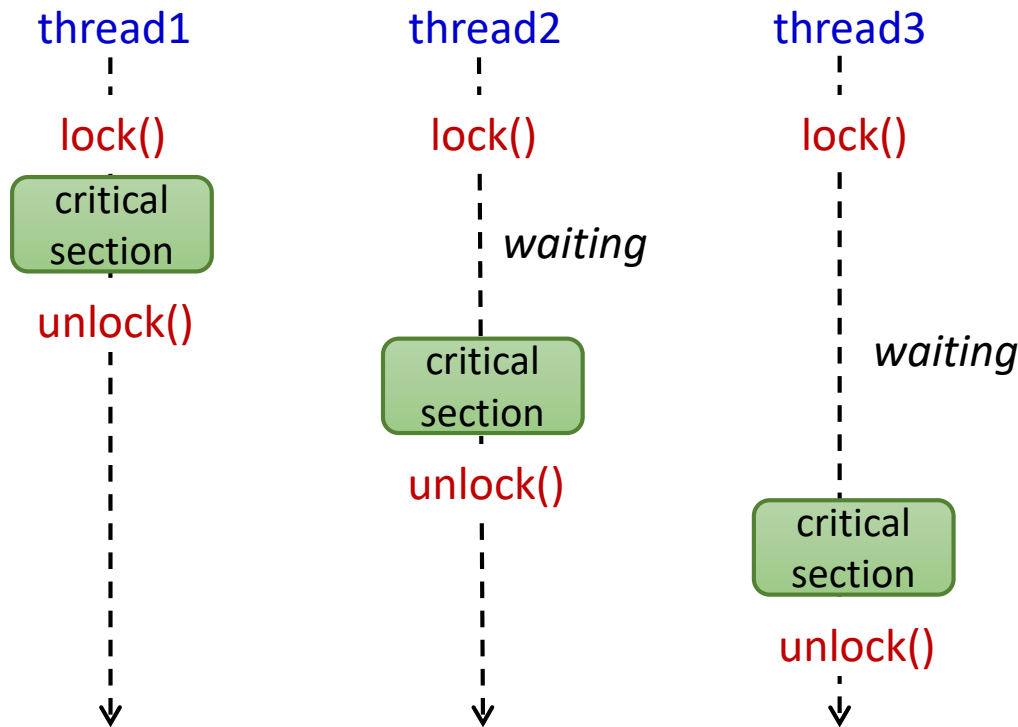 thread1
thread2
thread3
lock()
lock()
lock()
critical
section
waiting
unlock()
critical
section
waiting
unlock()
critical
section
unlock()